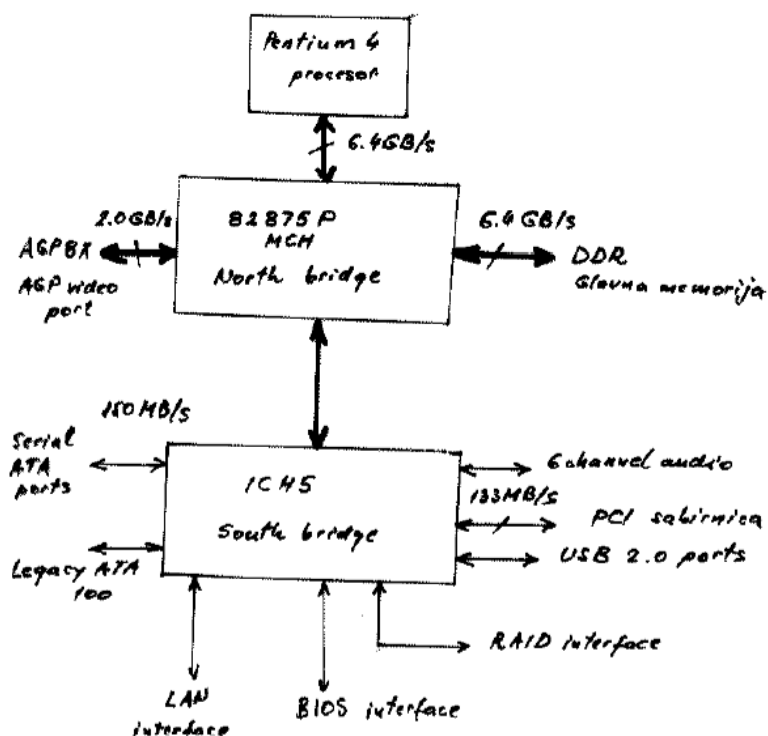 Pentium 4
procesor
6.4GB/s
2.0GB/s
82875P
MCH
North bridge
6.4 GB/s
AGP8X
AGP video
port
DDR
Glavna memorija
150MB/s
Serial
ATA
ports
ICH5
South bridge
6channel audio
133MB/s
PCI sabirnica
USB 2.0 ports
Legacy ATA
100
RAID interface
LAN
interface
BIOS interface